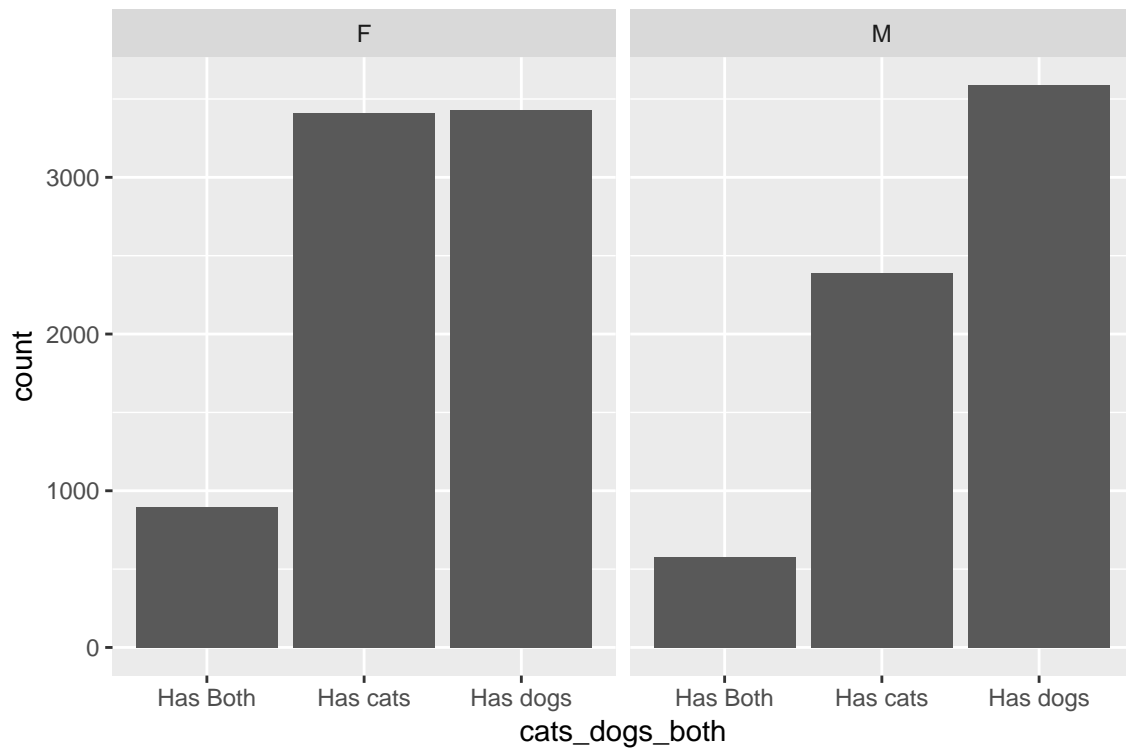 F
M
count
3000
2000
1000
0
Has Both Has cats Has dogs
Has Both Has cats Has dogs
cats_dogs_both